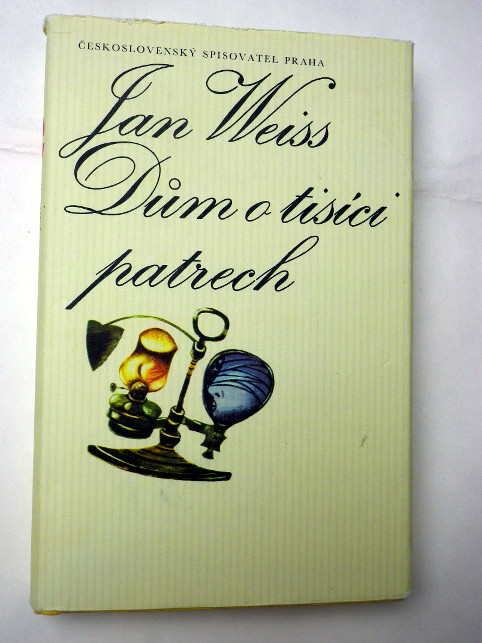 ČESKOSLOVENSKÝ SPISOVATEL PRAHA
Jan Weiss
Dům o tisíci
patrech